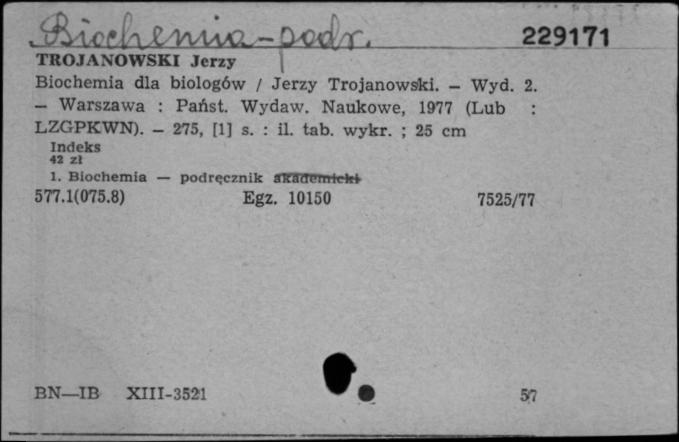 Biochemia - podr. 229171
TROJANOWSKI Jerzy
Biochemia dla biologów / Jerzy Trojanowski. — Wyd. 2.
— Warszawa : Państ. Wydaw. Naukowe, 1977 (Lub :
LZGPKWN). — 275, [1] s. : il. tab. wykr. ; 25 cm
Indeks
42 zł
1. Biochemia — podręcznik akademicki
577.1(075.8) Egz. 10150 7525/77
BN—IB XIII-3521 57